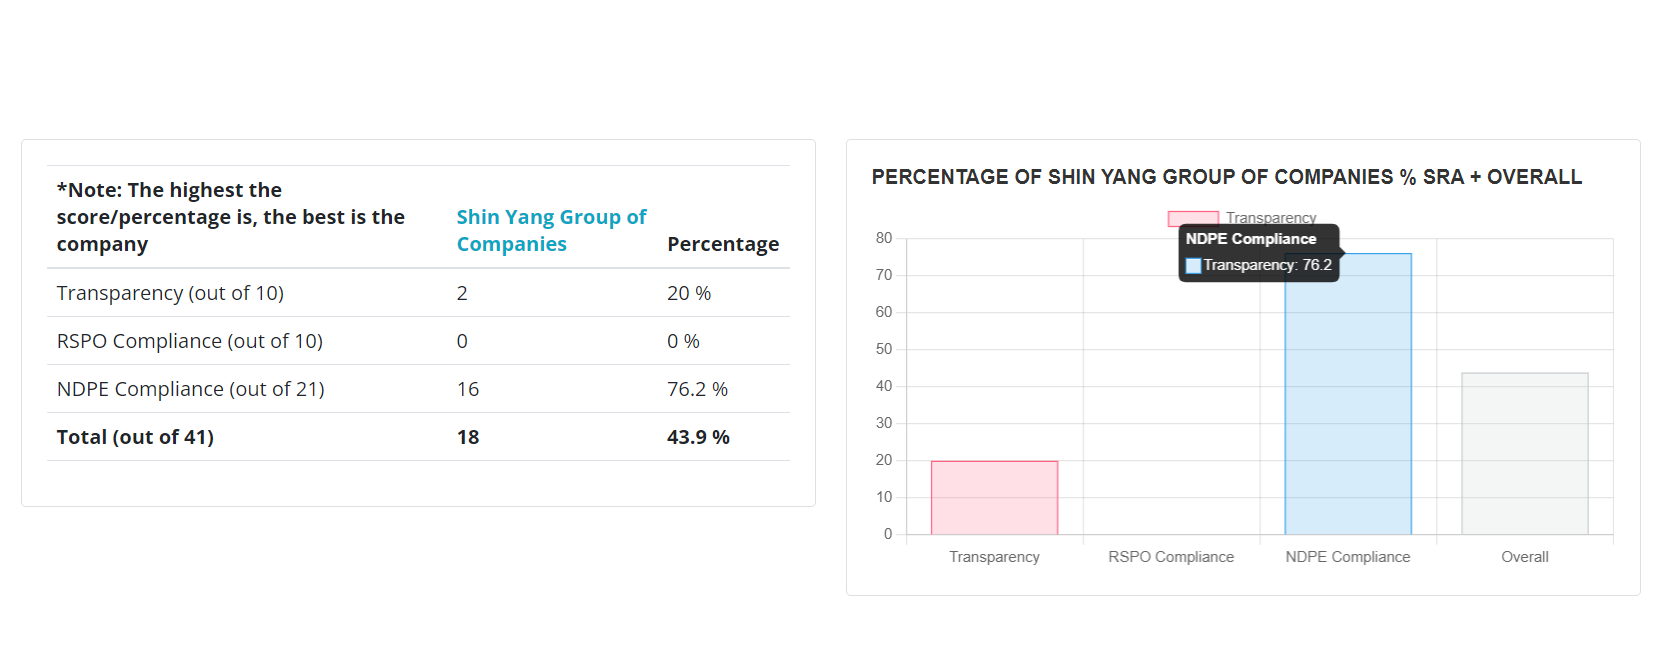 *Note: The highest the
score/percentage is, the best is the
company
Shin Yang Group of
Companies
Percentage
Transparency (out of 10) 2 20 %
RSPO Compliance (out of 10) 0 0 %
NDPE Compliance (out of 21) 16 76.2 %
Total (out of 41) 18 43.9 %
PERCENTAGE OF SHIN YANG GROUP OF COMPANIES % SRA + OVERALL
Transparency
NDPE Compliance
Transparency: 76.2
80
70
60
50
40
30
20
10
0
Transparency RSPO Compliance NDPE Compliance Overall